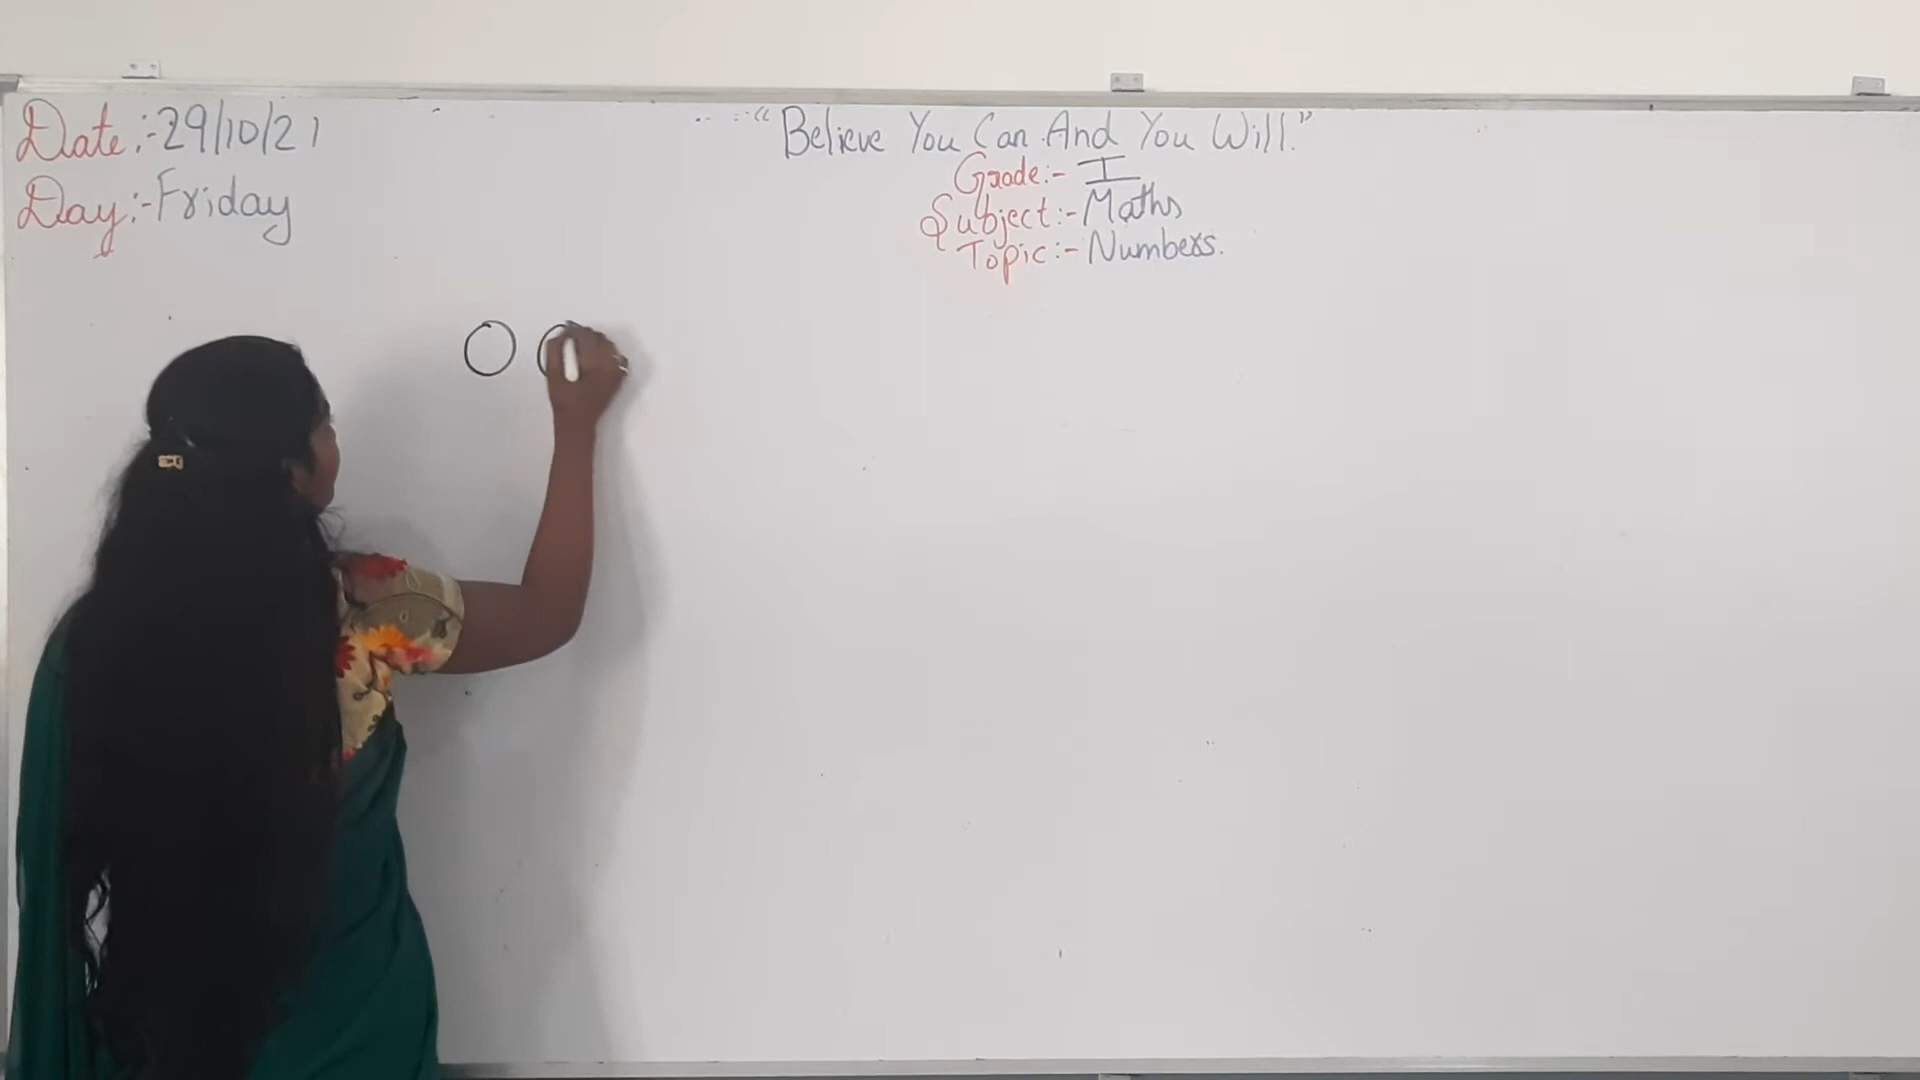 Date:-29/10/21
Day:-Friday
"Believe You Can And You Will."
Grade:- I
Subject:- Maths
Topic:- Numbers.